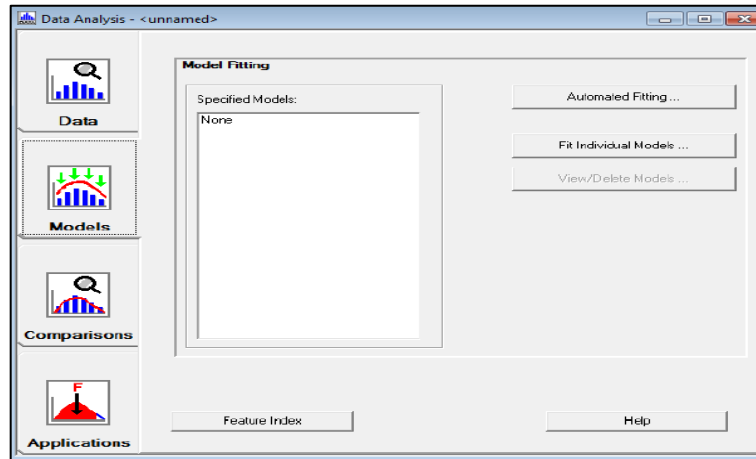 Data Analysis - <unnamed>
Data
Models
Comparisons
F
Applications
Model Fitting
Specified Models:
None
Automated Fitting ...
Fit Individual Models ...
View/Delete Models ...
Feature Index
Help